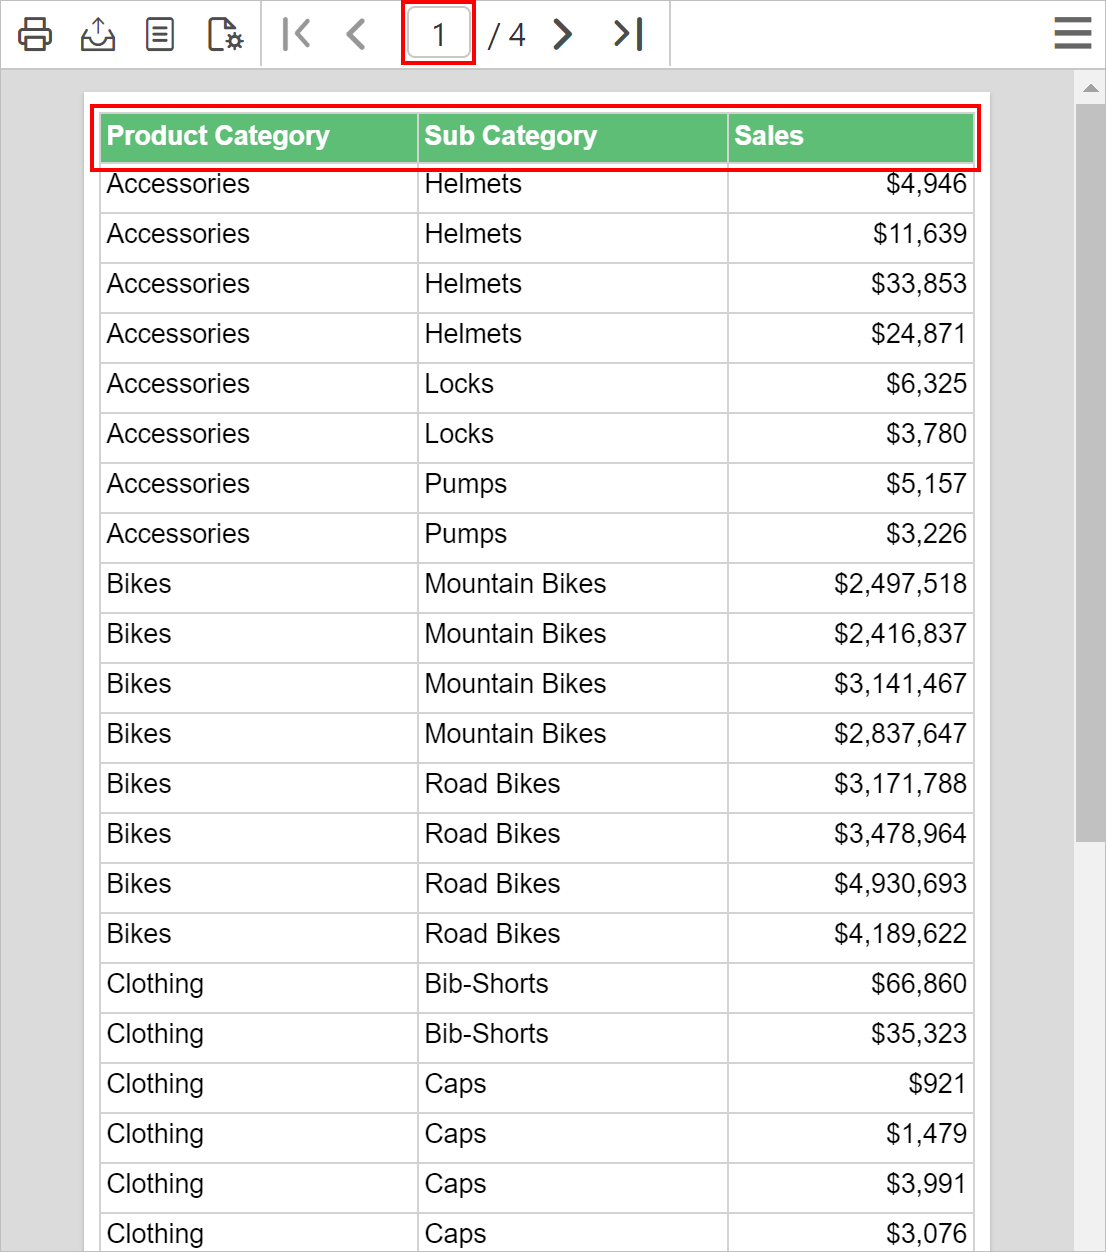 1 / 4
Product Category Sub Category Sales
Accessories Helmets $4,946
Accessories Helmets $11,639
Accessories Helmets $33,853
Accessories Helmets $24,871
Accessories Locks $6,325
Accessories Locks $3,780
Accessories Pumps $5,157
Accessories Pumps $3,226
Bikes Mountain Bikes $2,497,518
Bikes Mountain Bikes $2,416,837
Bikes Mountain Bikes $3,141,467
Bikes Mountain Bikes $2,837,647
Bikes Road Bikes $3,171,788
Bikes Road Bikes $3,478,964
Bikes Road Bikes $4,930,693
Bikes Road Bikes $4,189,622
Clothing Bib-Shorts $66,860
Clothing Bib-Shorts $35,323
Clothing Caps $921
Clothing Caps $1,479
Clothing Caps $3,991
Clothing Caps $3,076